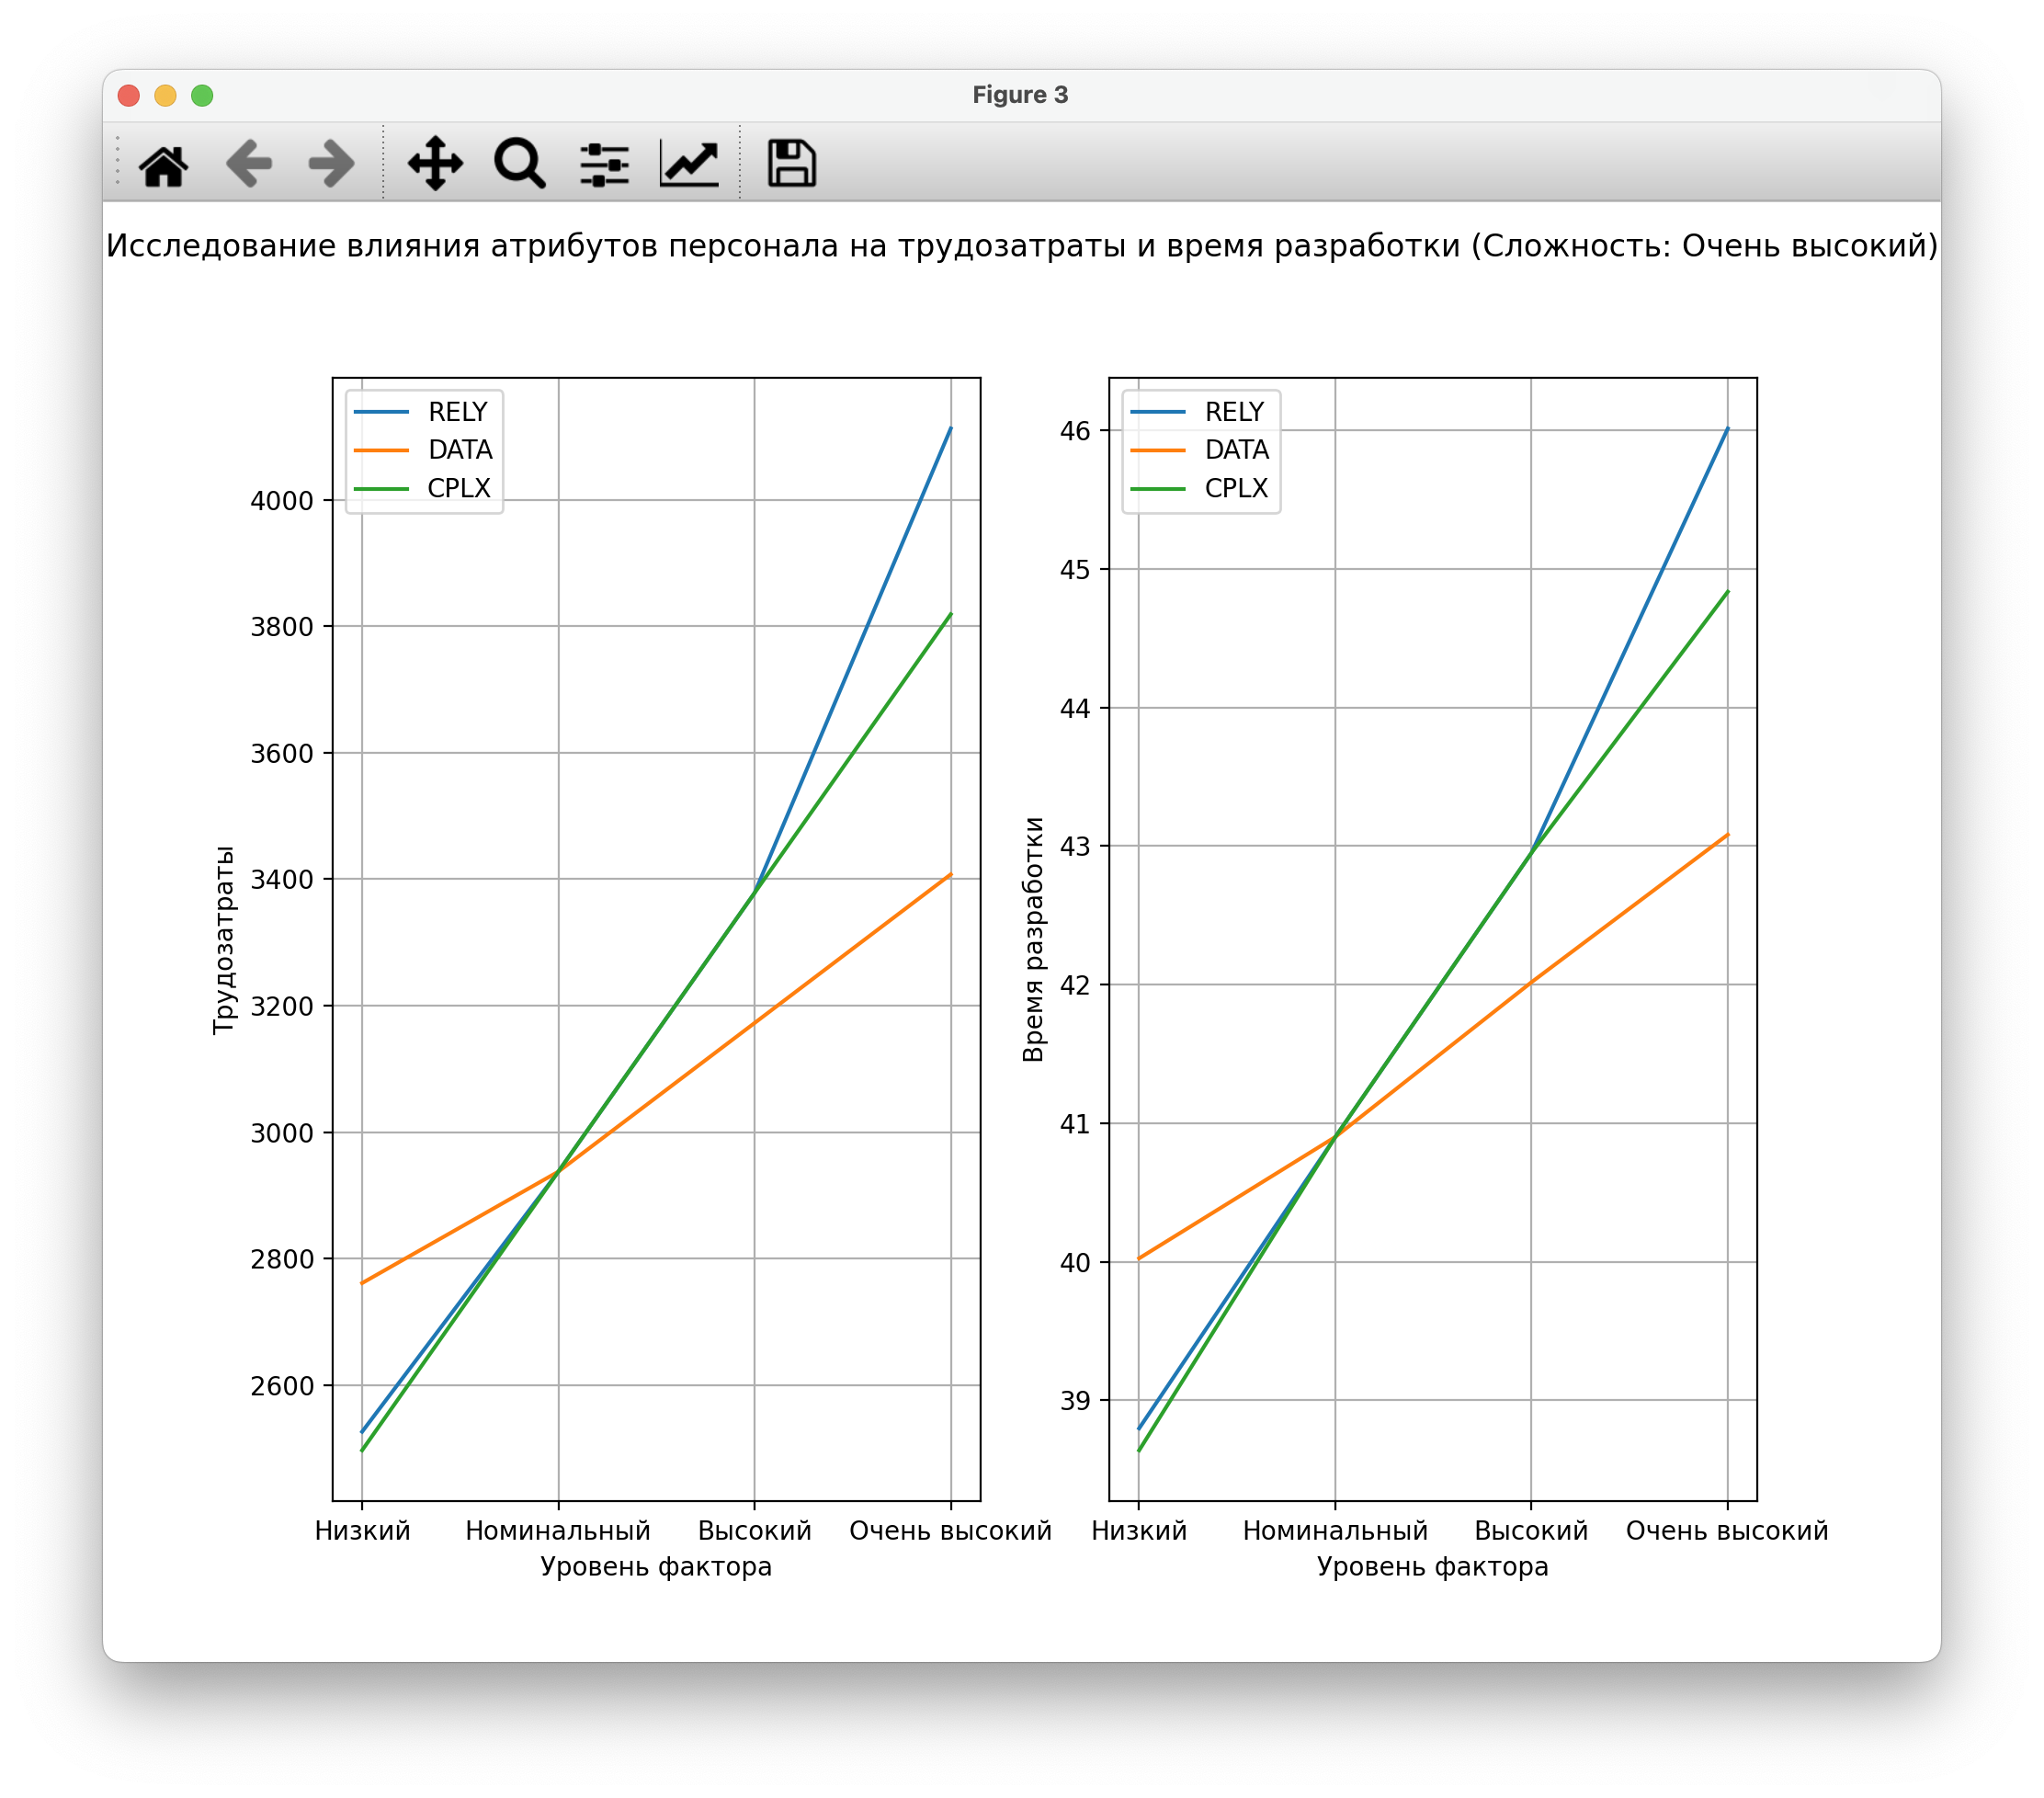 Figure 3
Исследование влияния атрибутов персонала на трудозатраты и время разработки (Сложность: Очень высокий)
RELY
DATA
CPLX
4000
3800
3600
3400
3200
3000
2800
2600
Трудозатраты
Низкий Номинальный Высокий Очень высокий
Уровень фактора
RELY
DATA
CPLX
46
45
44
43
42
41
40
39
Время разработки
Низкий Номинальный Высокий Очень высокий
Уровень фактора